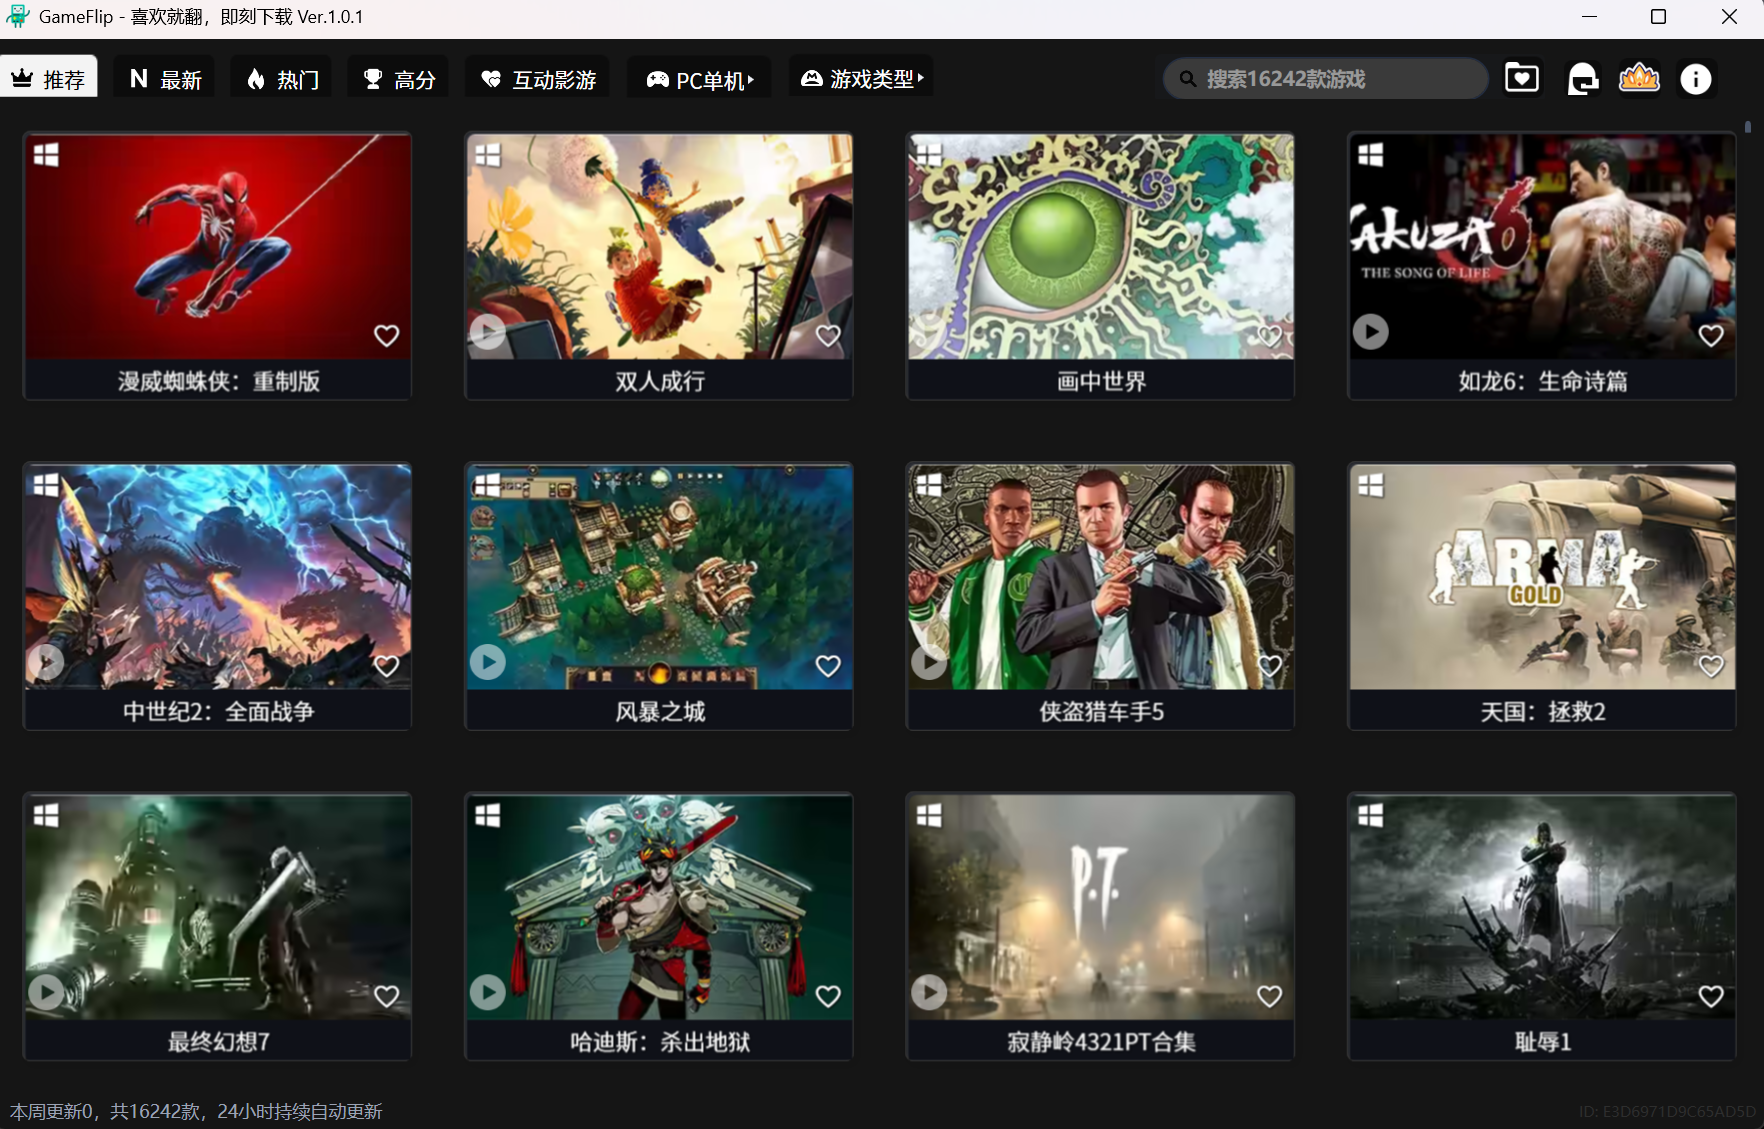 GameFlip - 喜欢就翻，即刻下载 Ver.1.0.1
推荐
N 最新
热门
高分
互动影游
PC单机
游戏类型
搜索16242款游戏
漫威蜘蛛侠：重制版
双人成行
画中世界
YAKUZA 6
THE SONG OF LIFE
如龙6：生命诗篇
中世纪2：全面战争
风暴之城
侠盗猎车手5
ARMA
GOLD
天国：拯救2
最终幻想7
哈迪斯：杀出地狱
P.T.
寂静岭4321PT合集
耻辱1
本周更新0，共16242款，24小时持续自动更新
ID: E3D6971D9C65AD5D